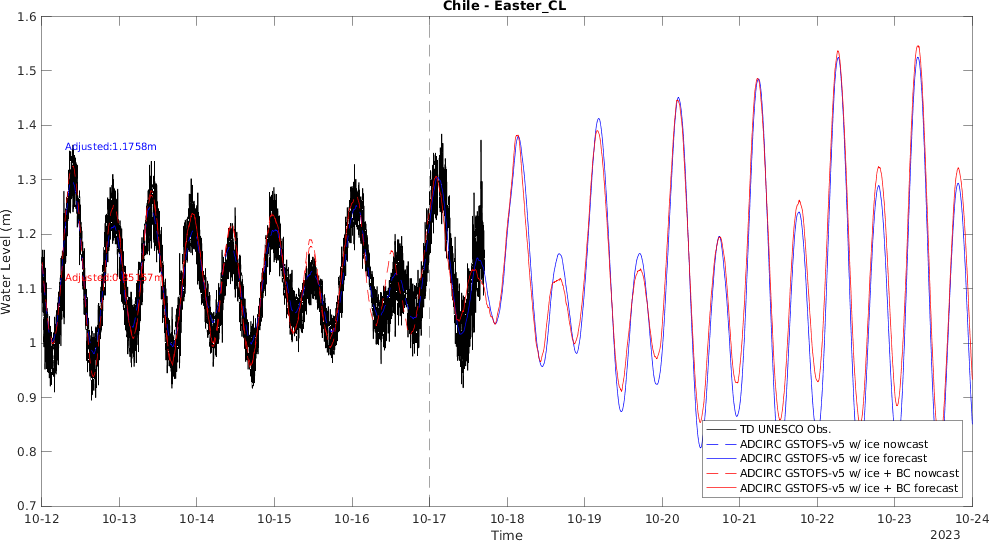 Chile - Easter_CL
Water Level (m)
1.6
1.5
1.4
1.3
1.2
1.1
1
0.9
0.8
0.7
Adjusted:1.1758m
TD UNESCO Obs.
ADCIRC GSTOFS-v5 w/ ice nowcast
ADCIRC GSTOFS-v5 w/ ice forecast
ADCIRC GSTOFS-v5 w/ ice + BC nowcast
ADCIRC GSTOFS-v5 w/ ice + BC forecast
10-12 10-13 10-14 10-15 10-16 10-17 10-18 10-19 10-20 10-21 10-22 10-23 10-24
Time
2023